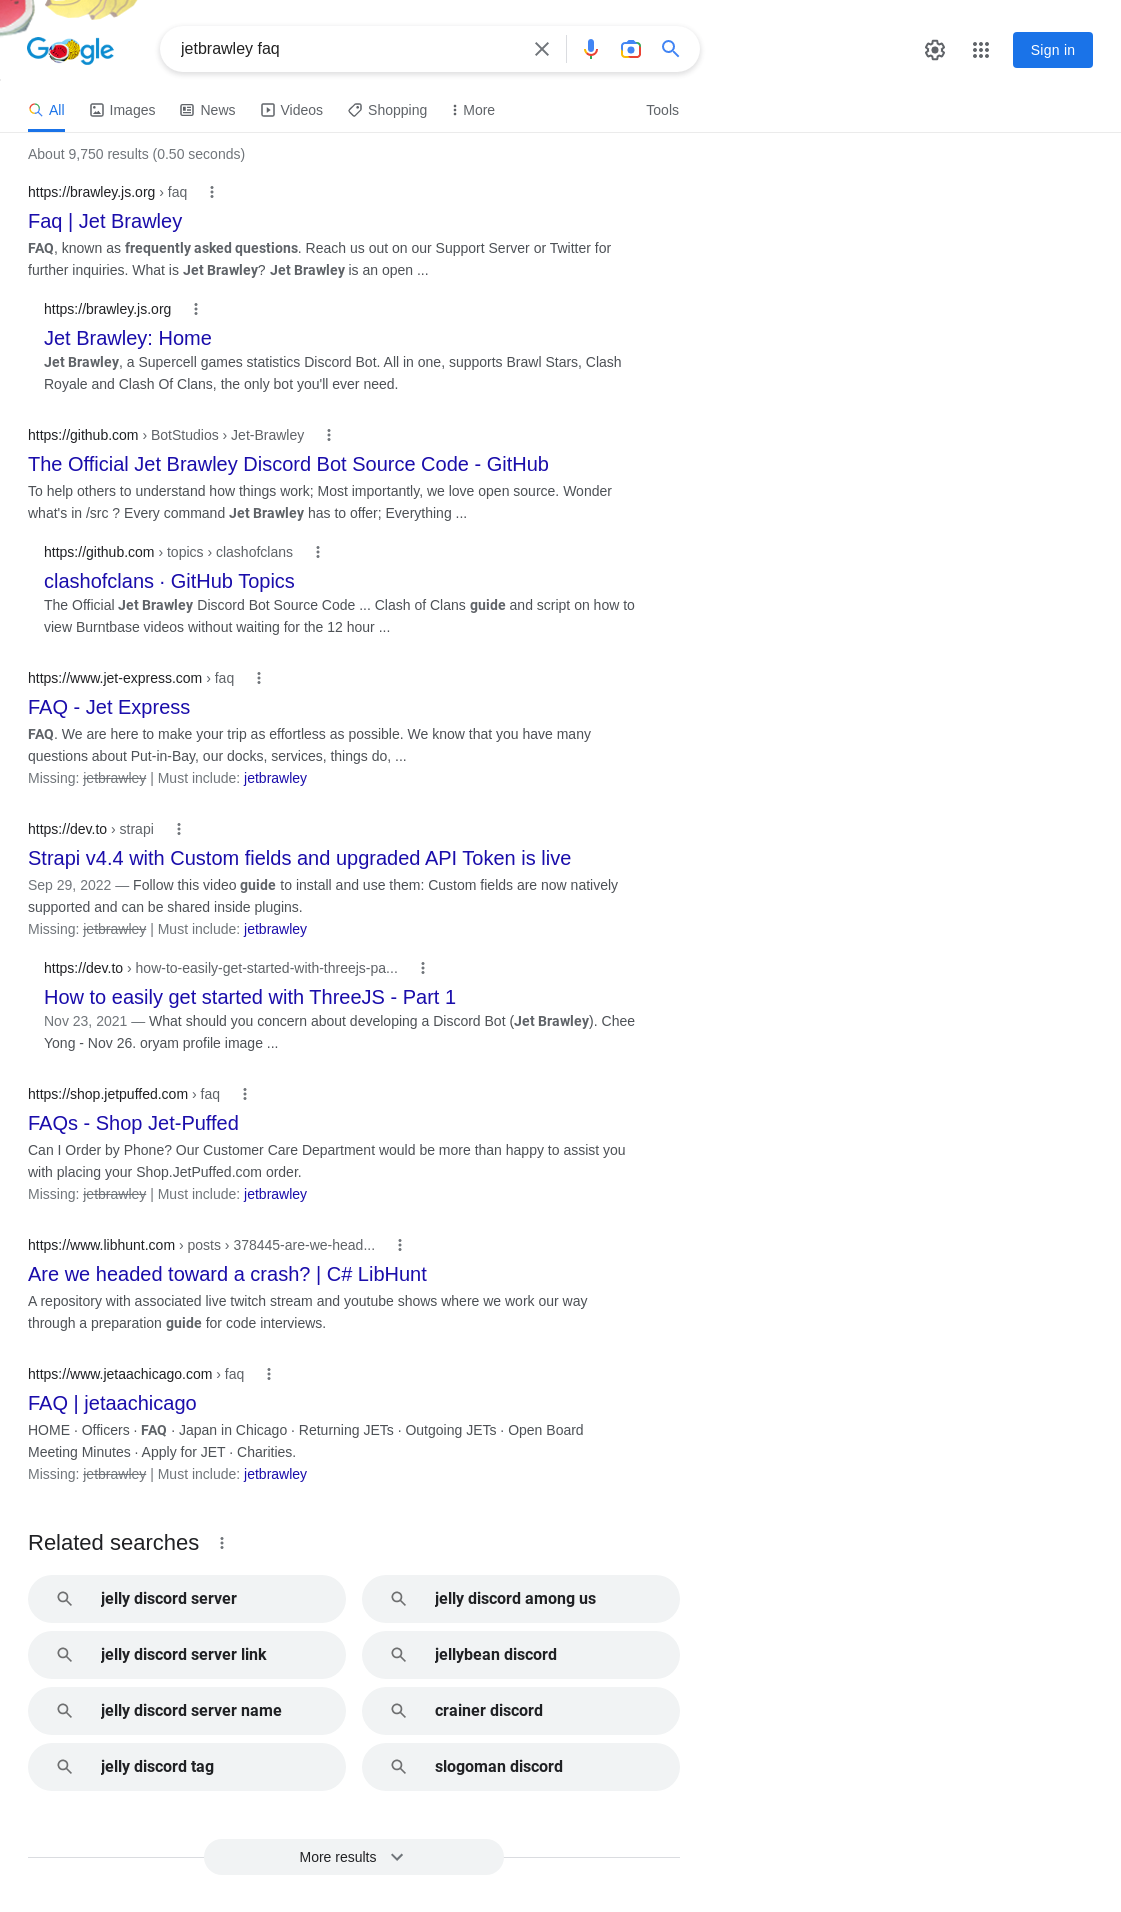 Google
jetbrawley faq
Sign in
All
Images
News
Videos
Shopping
More
Tools
About 9,750 results (0.50 seconds)
https://brawley.js.org › faq
Faq | Jet Brawley
FAQ, known as frequently asked questions. Reach us out on our Support Server or Twitter for
further inquiries. What is Jet Brawley? Jet Brawley is an open ...
https://brawley.js.org
Jet Brawley: Home
Jet Brawley, a Supercell games statistics Discord Bot. All in one, supports Brawl Stars, Clash
Royale and Clash Of Clans, the only bot you'll ever need.
https://github.com › BotStudios › Jet-Brawley
The Official Jet Brawley Discord Bot Source Code - GitHub
To help others to understand how things work; Most importantly, we love open source. Wonder
what's in /src ? Every command Jet Brawley has to offer; Everything ...
https://github.com › topics › clashofclans
clashofclans · GitHub Topics
The Official Jet Brawley Discord Bot Source Code ... Clash of Clans guide and script on how to
view Burntbase videos without waiting for the 12 hour ...
https://www.jet-express.com › faq
FAQ - Jet Express
FAQ. We are here to make your trip as effortless as possible. We know that you have many
questions about Put-in-Bay, our docks, services, things do, ...
Missing: jetbrawley | Must include: jetbrawley
https://dev.to › strapi
Strapi v4.4 with Custom fields and upgraded API Token is live
Sep 29, 2022 — Follow this video guide to install and use them: Custom fields are now natively
supported and can be shared inside plugins.
Missing: jetbrawley | Must include: jetbrawley
https://dev.to › how-to-easily-get-started-with-threejs-pa...
How to easily get started with ThreeJS - Part 1
Nov 23, 2021 — What should you concern about developing a Discord Bot (Jet Brawley). Chee
Yong - Nov 26. oryam profile image ...
https://shop.jetpuffed.com › faq
FAQs - Shop Jet-Puffed
Can I Order by Phone? Our Customer Care Department would be more than happy to assist you
with placing your Shop.JetPuffed.com order.
Missing: jetbrawley | Must include: jetbrawley
https://www.libhunt.com › posts › 378445-are-we-head...
Are we headed toward a crash? | C# LibHunt
A repository with associated live twitch stream and youtube shows where we work our way
through a preparation guide for code interviews.
https://www.jetaachicago.com › faq
FAQ | jetaachicago
HOME · Officers · FAQ · Japan in Chicago · Returning JETs · Outgoing JETs · Open Board
Meeting Minutes · Apply for JET · Charities.
Missing: jetbrawley | Must include: jetbrawley
Related searches
jelly discord server
jelly discord among us
jelly discord server link
jellybean discord
jelly discord server name
crainer discord
jelly discord tag
slogoman discord
More results